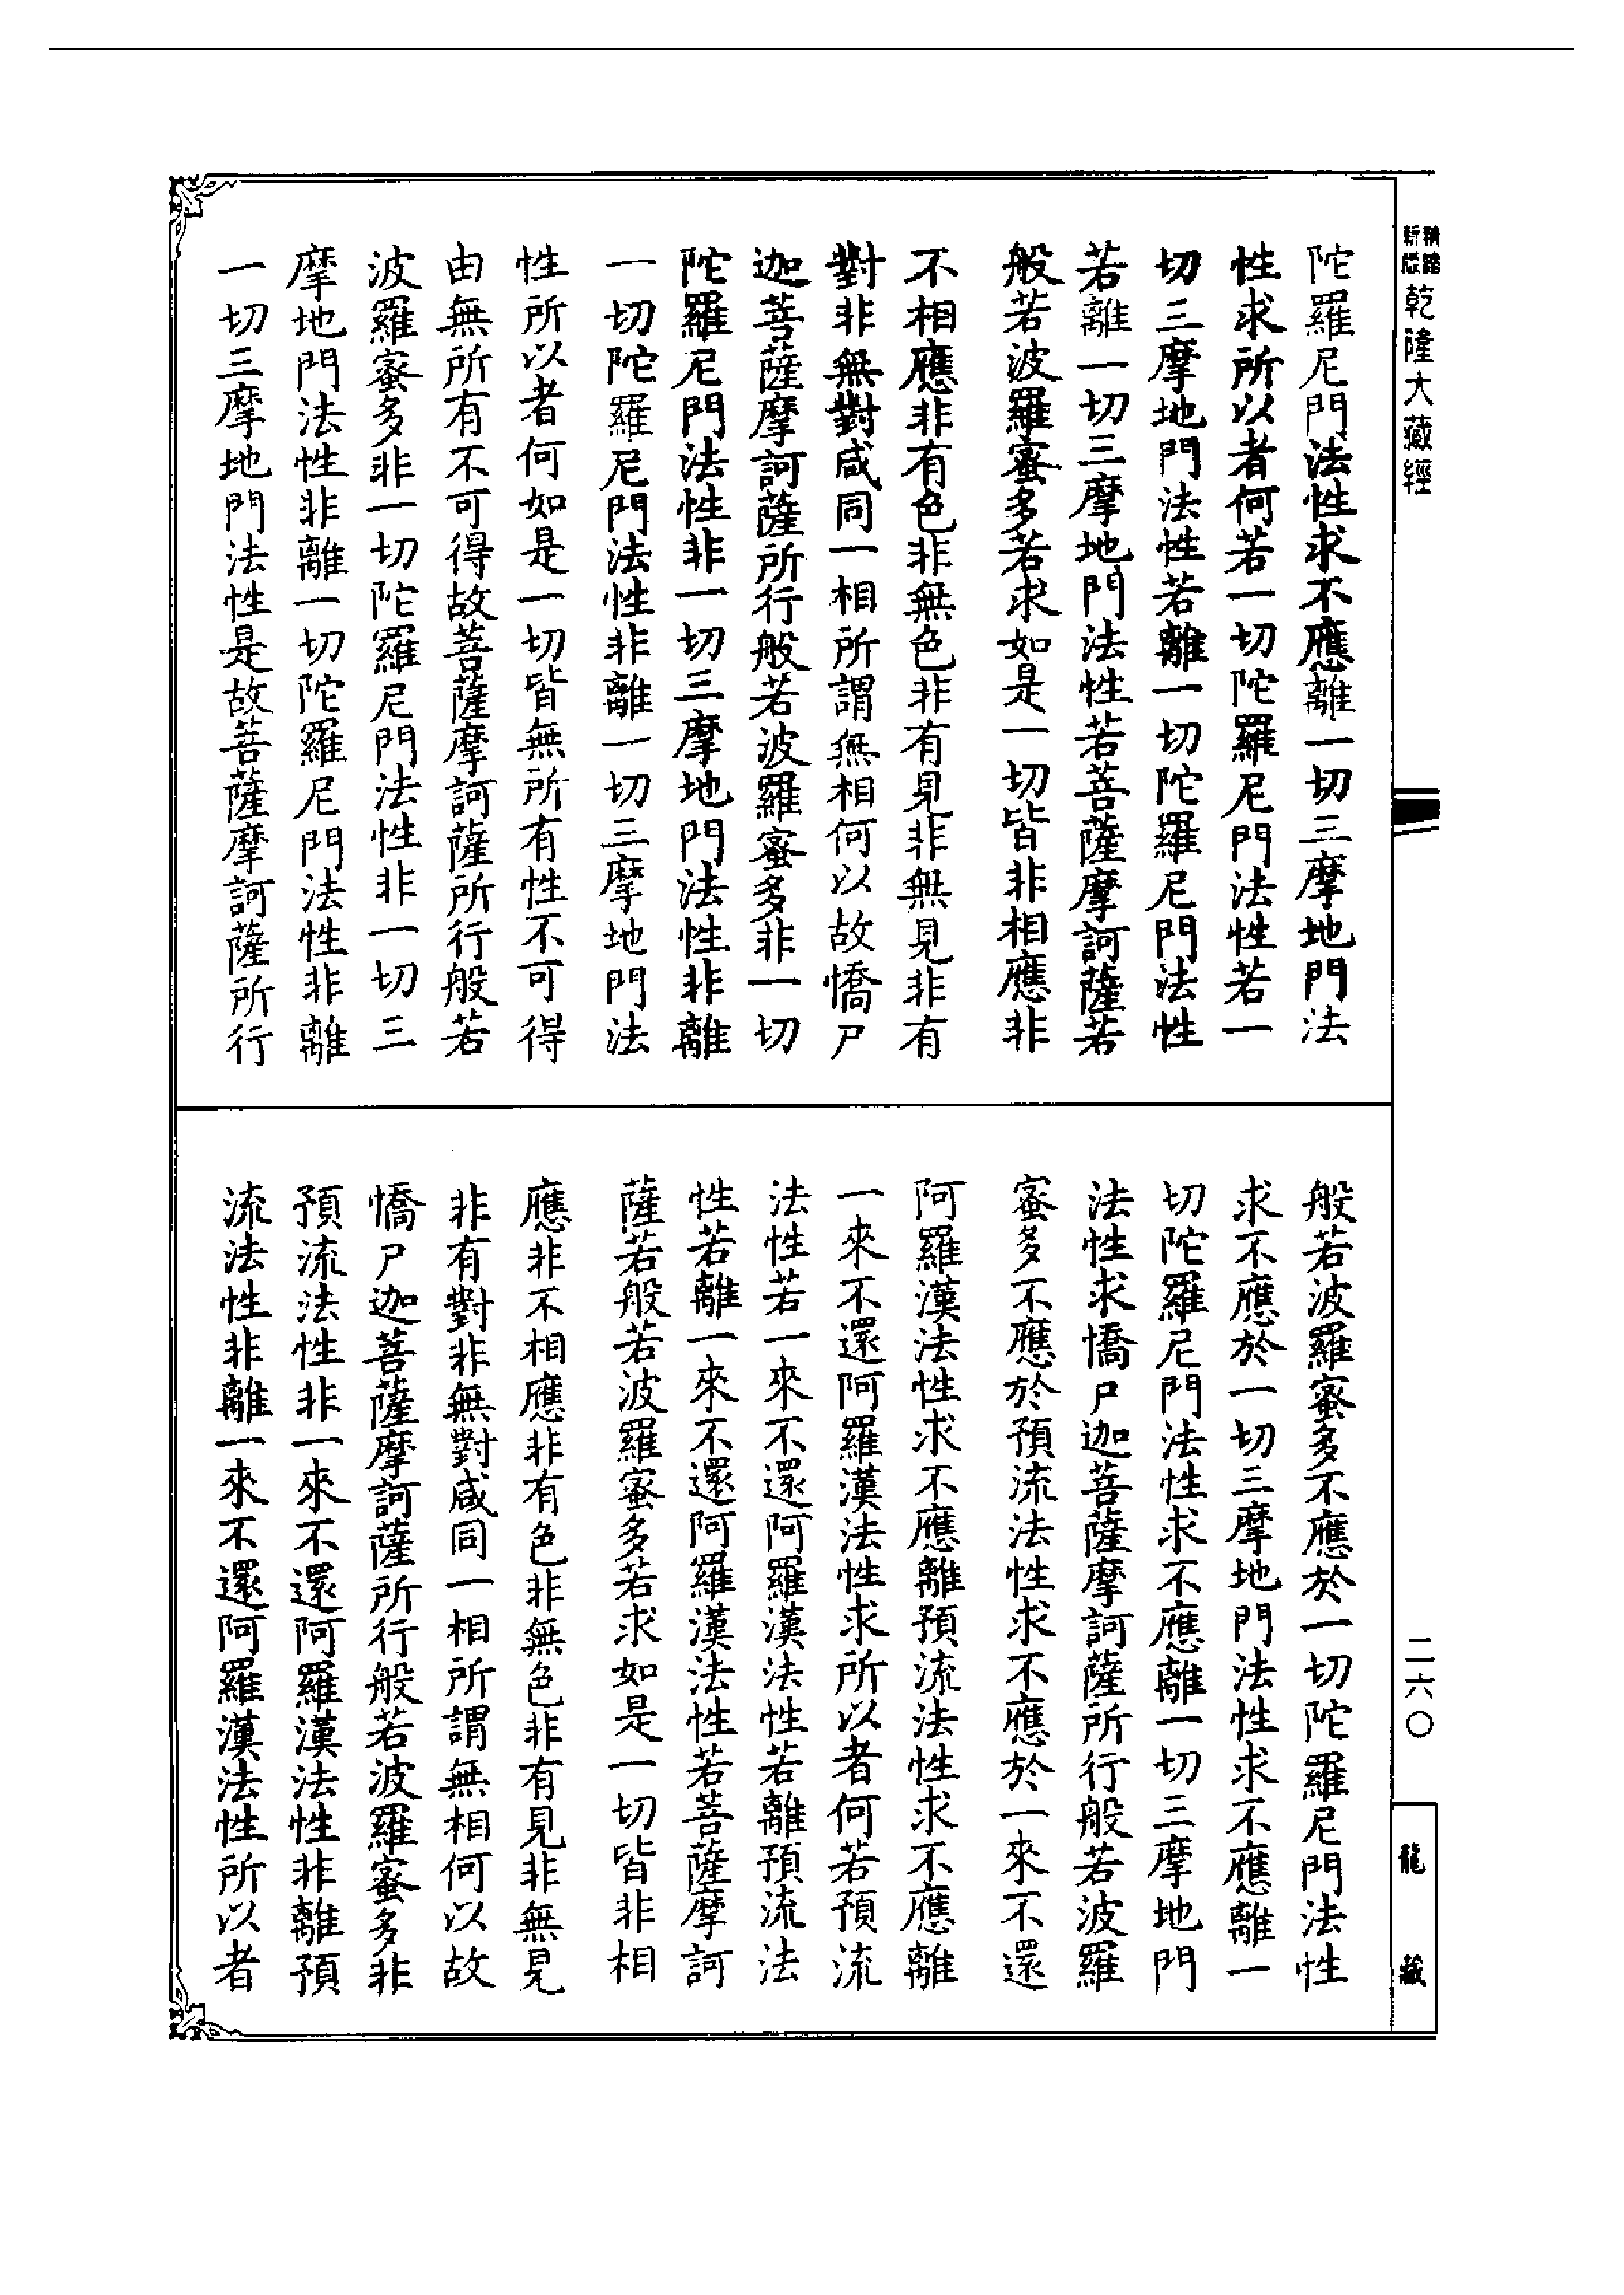 乾隆大藏經
陀羅尼門法性求不應離一切三摩地門法
性求所以者何若一切陀羅尼門法性若一
切三摩地門法性若離一切陀羅尼門法性
若離一切三摩地門法性若菩薩摩訶薩若
般若波羅蜜多若求如是一切皆非相應非
不相應非有色非無色非有見非無見非有
對非無對咸同一相所謂無相何以故憍尸
迦菩薩摩訶薩所行般若波羅蜜多非一切
陀羅尼門法性非一切三摩地門法性非離
一切陀羅尼門法性非離一切三摩地門法
性所以者何如是一切皆無所有性不可得
由無所有不可得故菩薩摩訶薩所行般若
波羅蜜多非一切陀羅尼門法性非一切三
摩地門法性非離一切陀羅尼門法性非離
一切三摩地門法性是故菩薩摩訶薩所行
般若波羅蜜多不應於一切陀羅尼門法性
求不應於一切三摩地門法性求不應離一
切陀羅尼門法性求不應離一切三摩地門
法性求憍尸迦菩薩摩訶薩所行般若波羅
蜜多不應於預流法性求不應於一來不還
阿羅漢法性求不應離預流法性求不應離
一來不還阿羅漢法性求所以者何若預流
法性若一來不還阿羅漢法性若離預流法
性若離一來不還阿羅漢法性若菩薩摩訶
薩若般若波羅蜜多若求如是一切皆非相
應非不相應非有色非無色非有見非無見
非有對非無對咸同一相所謂無相何以故
憍尸迦菩薩摩訶薩所行般若波羅蜜多非
預流法性非一來不還阿羅漢法性非離預
流法性非離一來不還阿羅漢法性所以者
二六〇
龍藏